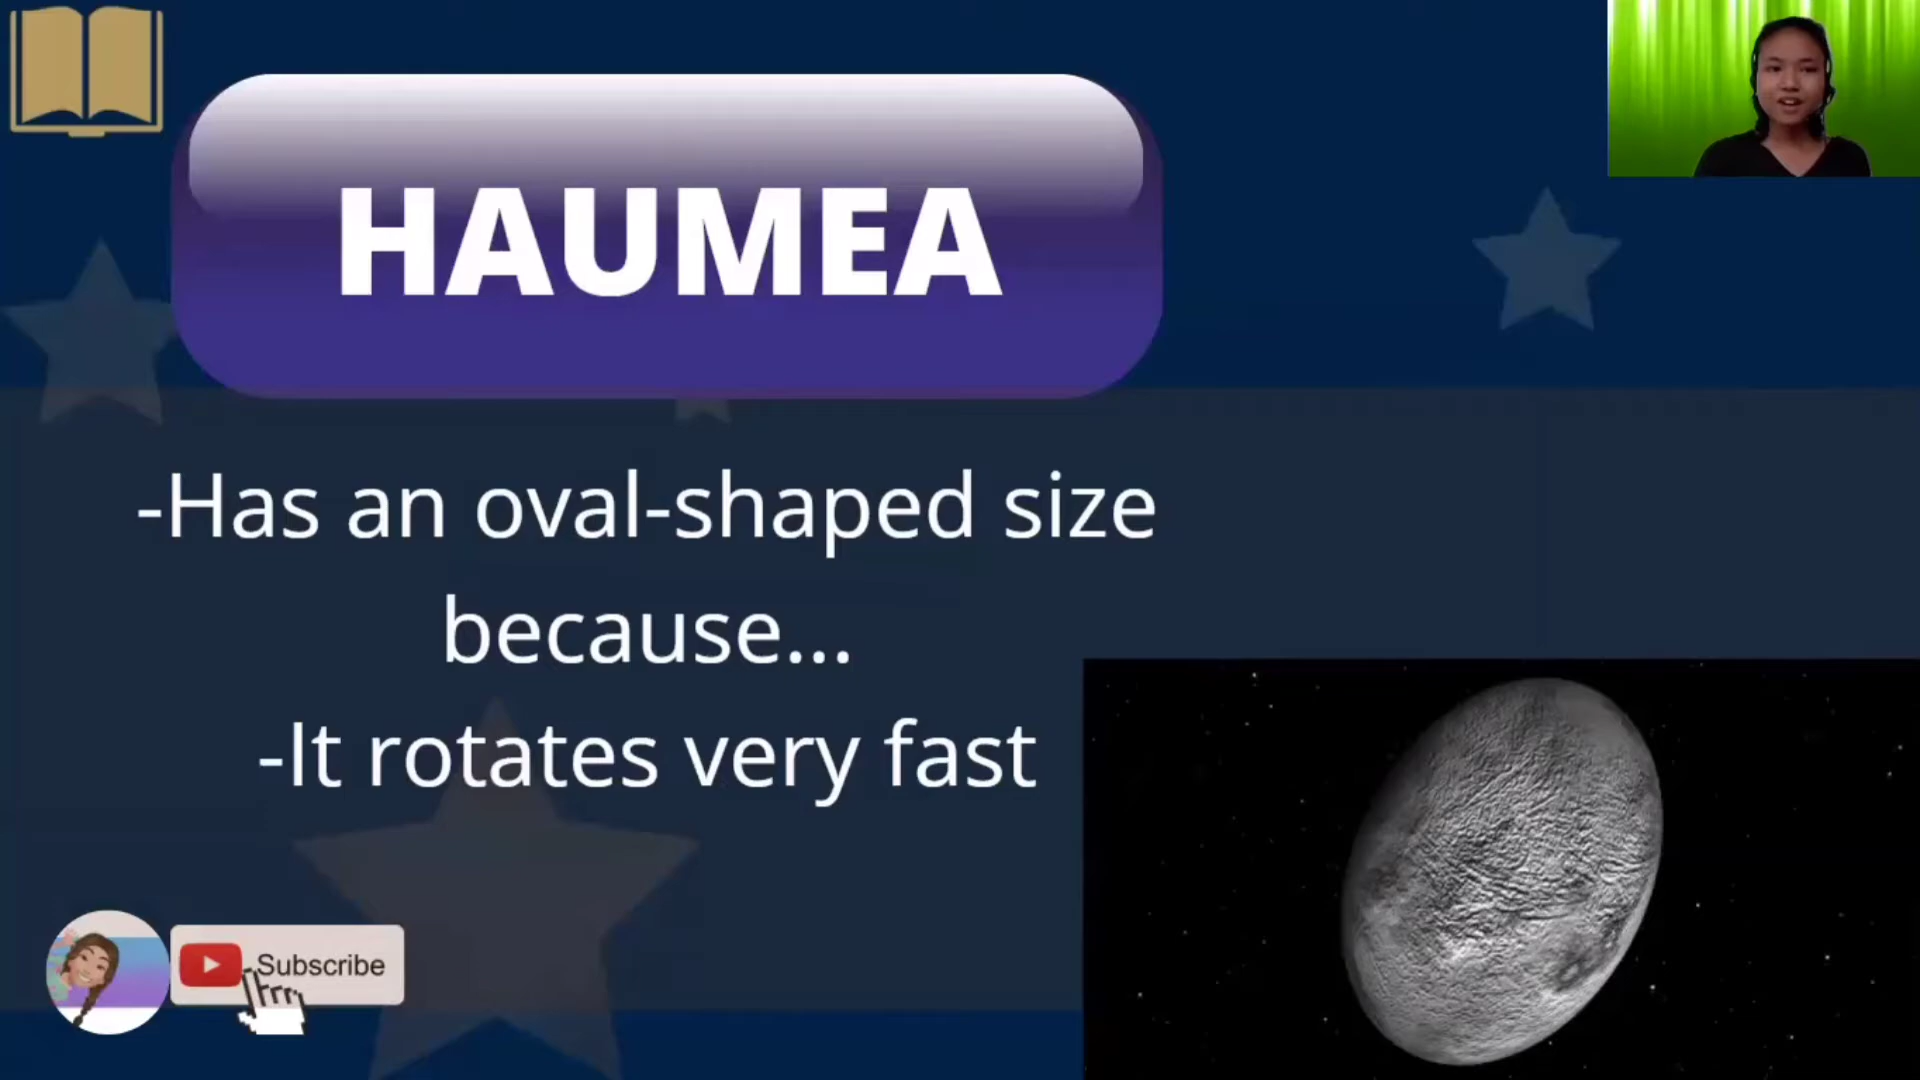 HAUMEA
-Has an oval-shaped size
because...
-It rotates very fast
Subscribe